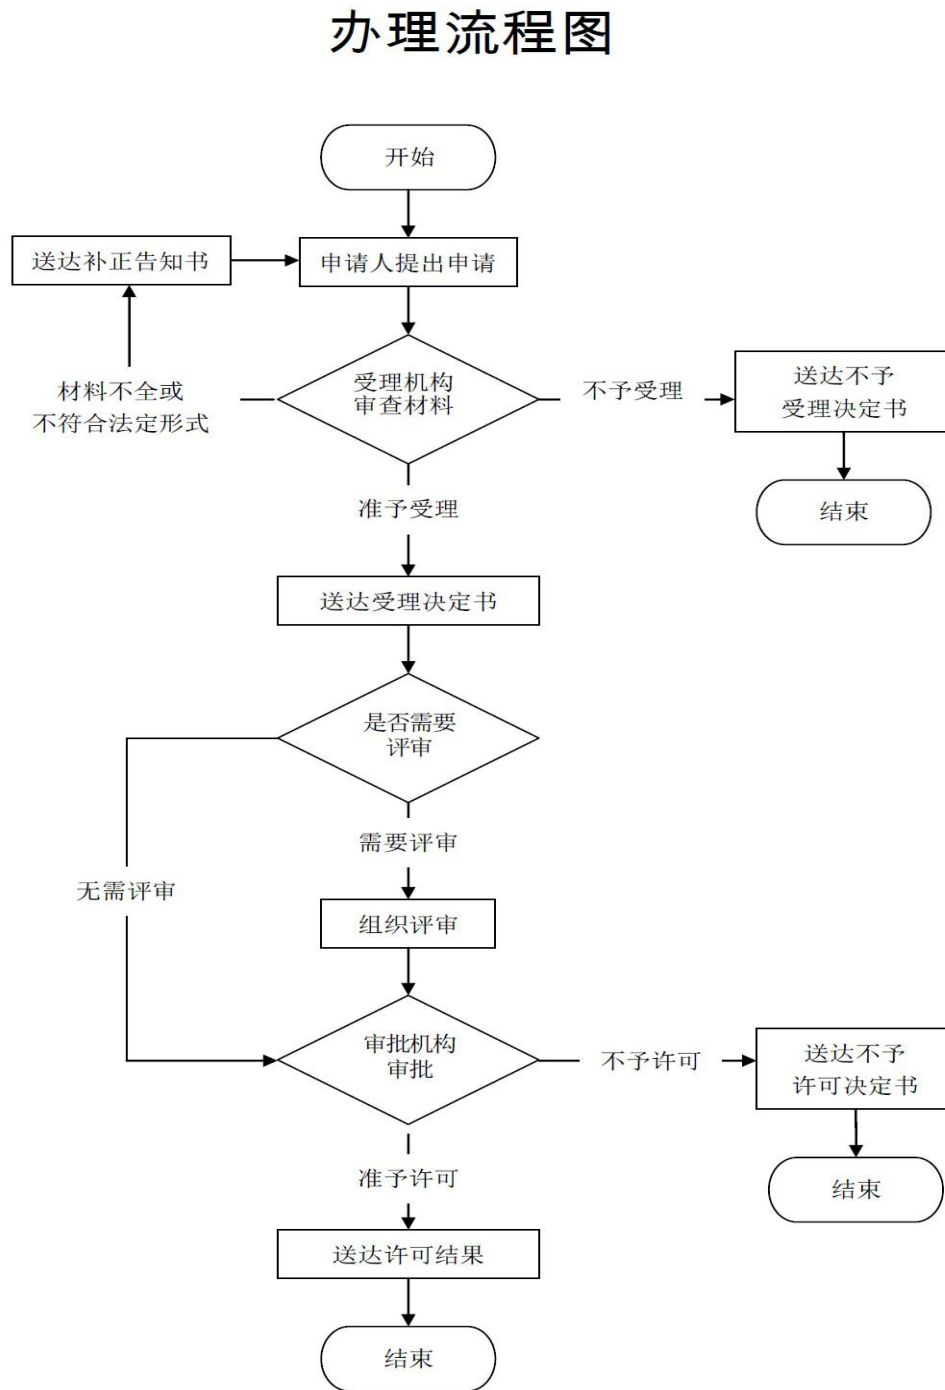 办理流程图
开始
送达补正告知书
申请人提出申请
材料不全或
不符合法定形式
受理机构
审查材料
不予受理
送达不予
受理决定书
结束
准予受理
送达受理决定书
是否需要
评审
需要评审
无需评审
组织评审
审批机构
审批
不予许可
送达不予
许可决定书
结束
准予许可
送达许可结果
结束